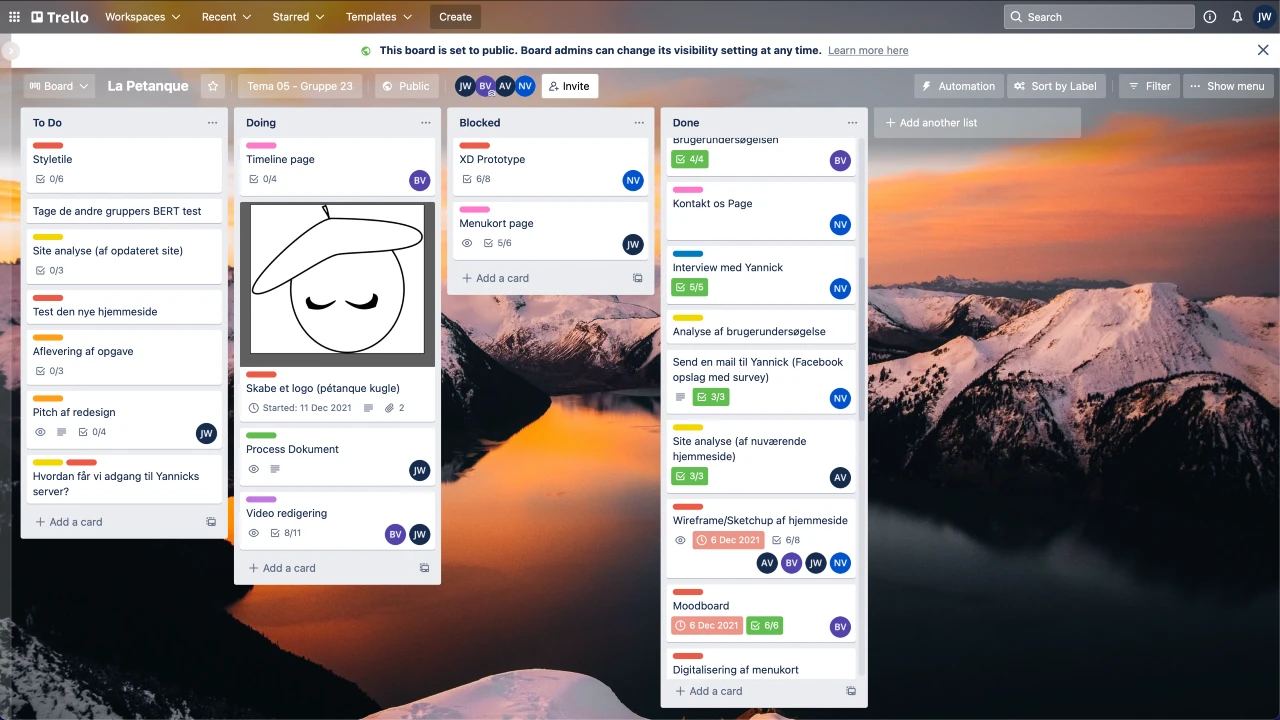 Trello
Workspaces
Recent
Starred
Templates
Create
Search
JW
This board is set to public. Board admins can change its visibility setting at any time. Learn more here
Board
La Petanque
Tema 05 - Gruppe 23
Public
JW
BV
AV
NV
Invite
Automation
Sort by Label
Filter
Show menu
To Do
Styletile
0/6
Tage de andre gruppers BERT test
Site analyse (af opdateret site)
0/3
Test den nye hjemmeside
Aflevering af opgave
0/3
Pitch af redesign
0/4
JW
Hvordan får vi adgang til Yannicks
server?
Add a card
Doing
Timeline page
0/4
BV
Skabe et logo (pétanque kugle)
Started: 11 Dec 2021
2
Process Dokument
JW
Video redigering
8/11
BV
JW
Add a card
Blocked
XD Prototype
6/8
NV
Menukort page
5/6
JW
Add a card
Done
Brugerundersøgelsen
4/4
BV
Kontakt os Page
NV
Interview med Yannick
5/5
NV
Analyse af brugerundersøgelse
Send en mail til Yannick (Facebook
opslag med survey)
3/3
NV
Site analyse (af nuværende
hjemmeside)
3/3
AV
Wireframe/Sketchup af hjemmeside
6 Dec 2021
6/8
AV
BV
JW
NV
Moodboard
6 Dec 2021
6/6
BV
Digitalisering af menukort
Add a card
Add another list